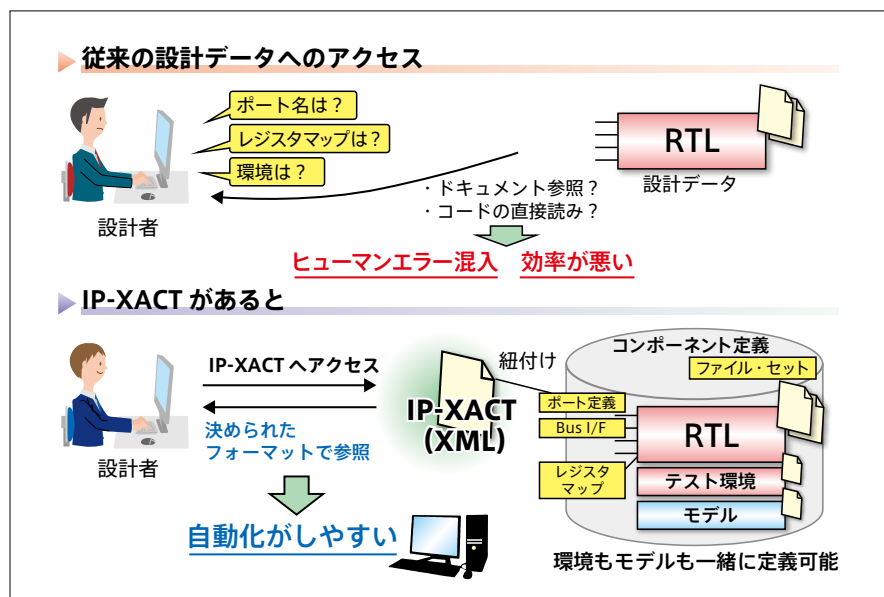 従来の設計データへのアクセス
ポート名は?
レジスタマップは?
環境は?
設計者
・ドキュメント参照?
・コードの直接読み?
RTL
設計データ
ヒューマンエラー混入 効率が悪い
IP-XACT があると
設計者
IP-XACT へアクセス
決められた
フォーマットで参照
自動化がしやすい
IP-XACT
(XML)
紐付け
コンポーネント定義
ファイル・セット
ポート定義
Bus I/F
レジスタ
マップ
RTL
テスト環境
モデル
環境もモデルも一緒に定義可能